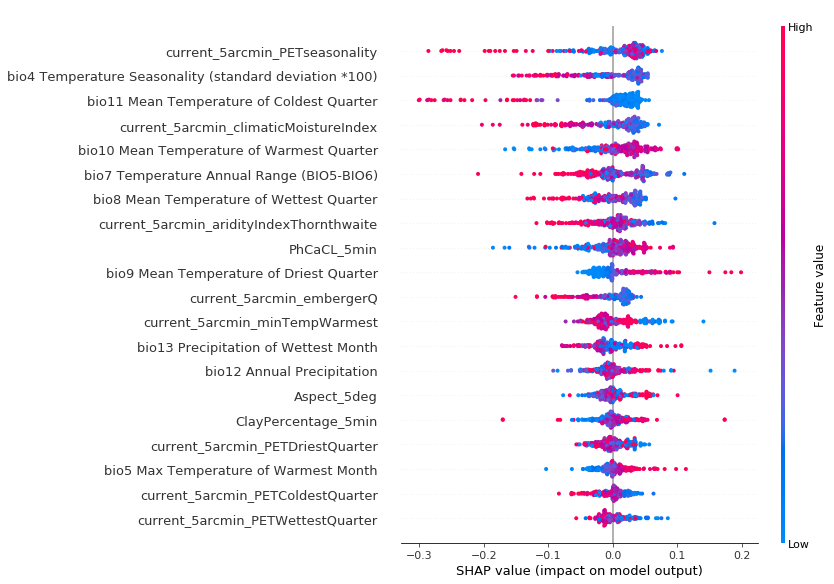 High
current_5arcmin_PETseasonality
bio4 Temperature Seasonality (standard deviation *100)
bio11 Mean Temperature of Coldest Quarter
current_5arcmin_climaticMoistureIndex
bio10 Mean Temperature of Warmest Quarter
bio7 Temperature Annual Range (BIO5-BIO6)
bio8 Mean Temperature of Wettest Quarter
current_5arcmin_aridityIndexThornthwaite
PhCaCL_5min
bio9 Mean Temperature of Driest Quarter
current_5arcmin_embergerQ
current_5arcmin_minTempWarmest
bio13 Precipitation of Wettest Month
bio12 Annual Precipitation
Aspect_5deg
ClayPercentage_5min
current_5arcmin_PETDriestQuarter
bio5 Max Temperature of Warmest Month
current_5arcmin_PETColdestQuarter
current_5arcmin_PETWettestQuarter
Feature value
Low
−0.3 −0.2 −0.1 0.0 0.1 0.2
SHAP value (impact on model output)